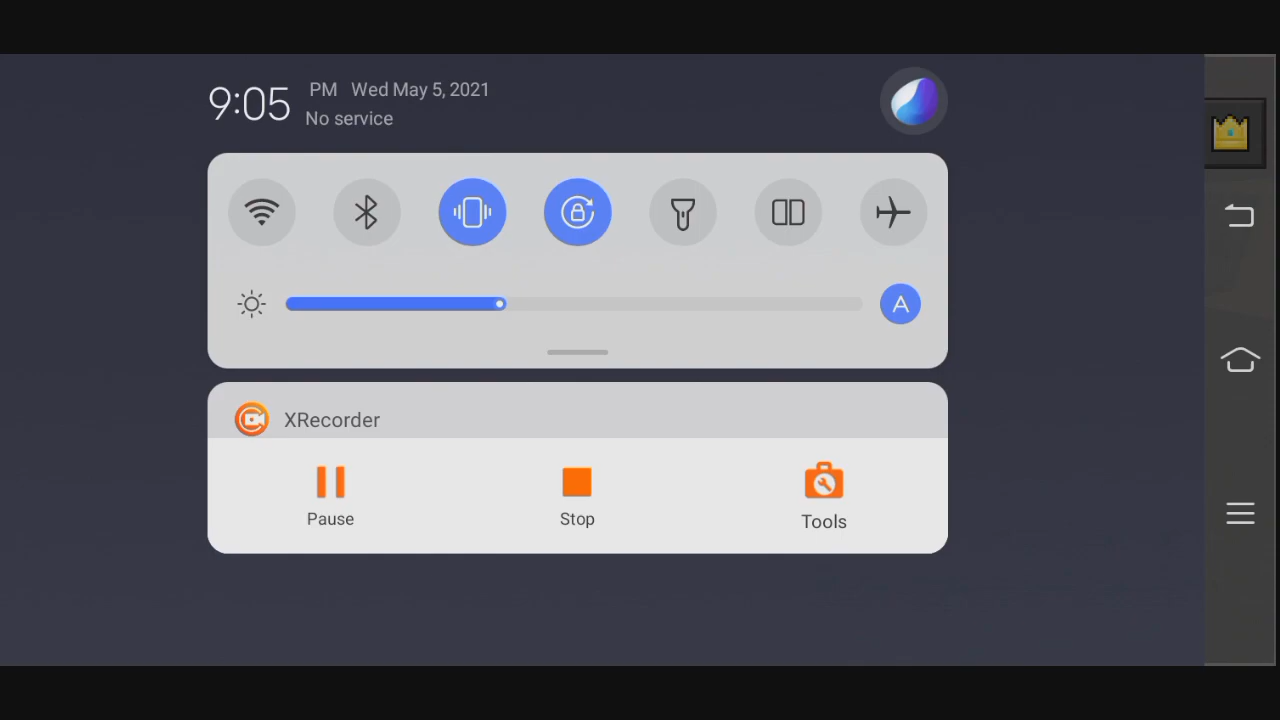 9:05 PM Wed May 5, 2021
No service
A
XRecorder
Pause
Stop
Tools